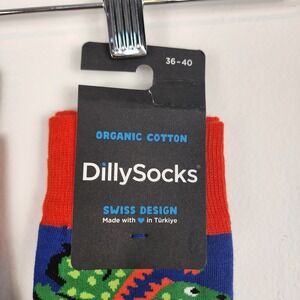 36-40
ORGANIC COTTON
DillySocks®
SWISS DESIGN
Made with ♥ in Türkiye